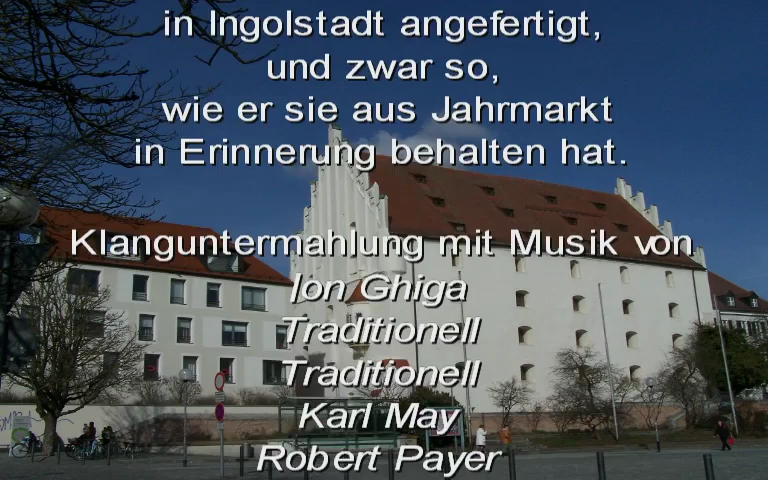 in Ingolstadt angefertigt,
und zwar so,
wie er sie aus Jahrmarkt
in Erinnerung behalten hat.
Klanguntermahlung mit Musik von
Ion Ghiga
Traditionell
Traditionell
Karl May
Robert Payer